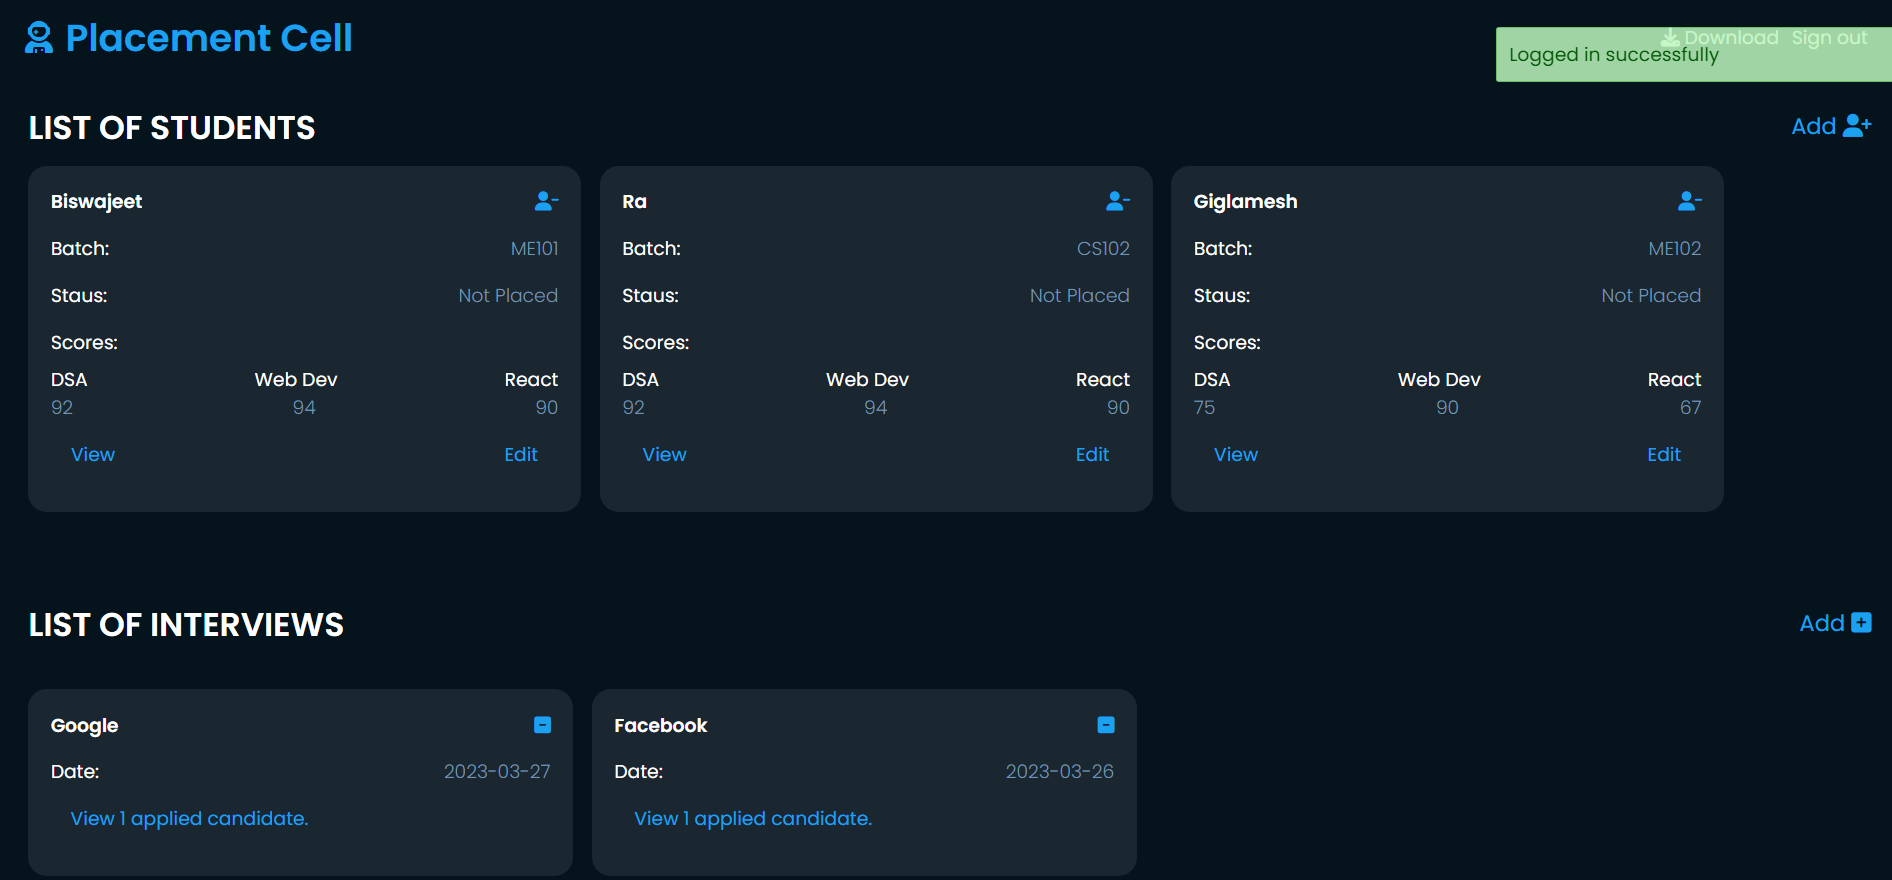 Placement Cell
Download Sign out
Logged in successfully
LIST OF STUDENTS
Add
Biswajeet
Batch: ME101
Staus: Not Placed
Scores:
DSA Web Dev React
92 94 90
View Edit
Ra
Batch: CS102
Staus: Not Placed
Scores:
DSA Web Dev React
92 94 90
View Edit
Giglamesh
Batch: ME102
Staus: Not Placed
Scores:
DSA Web Dev React
75 90 67
View Edit
LIST OF INTERVIEWS
Add
Google
Date: 2023-03-27
View 1 applied candidate.
Facebook
Date: 2023-03-26
View 1 applied candidate.